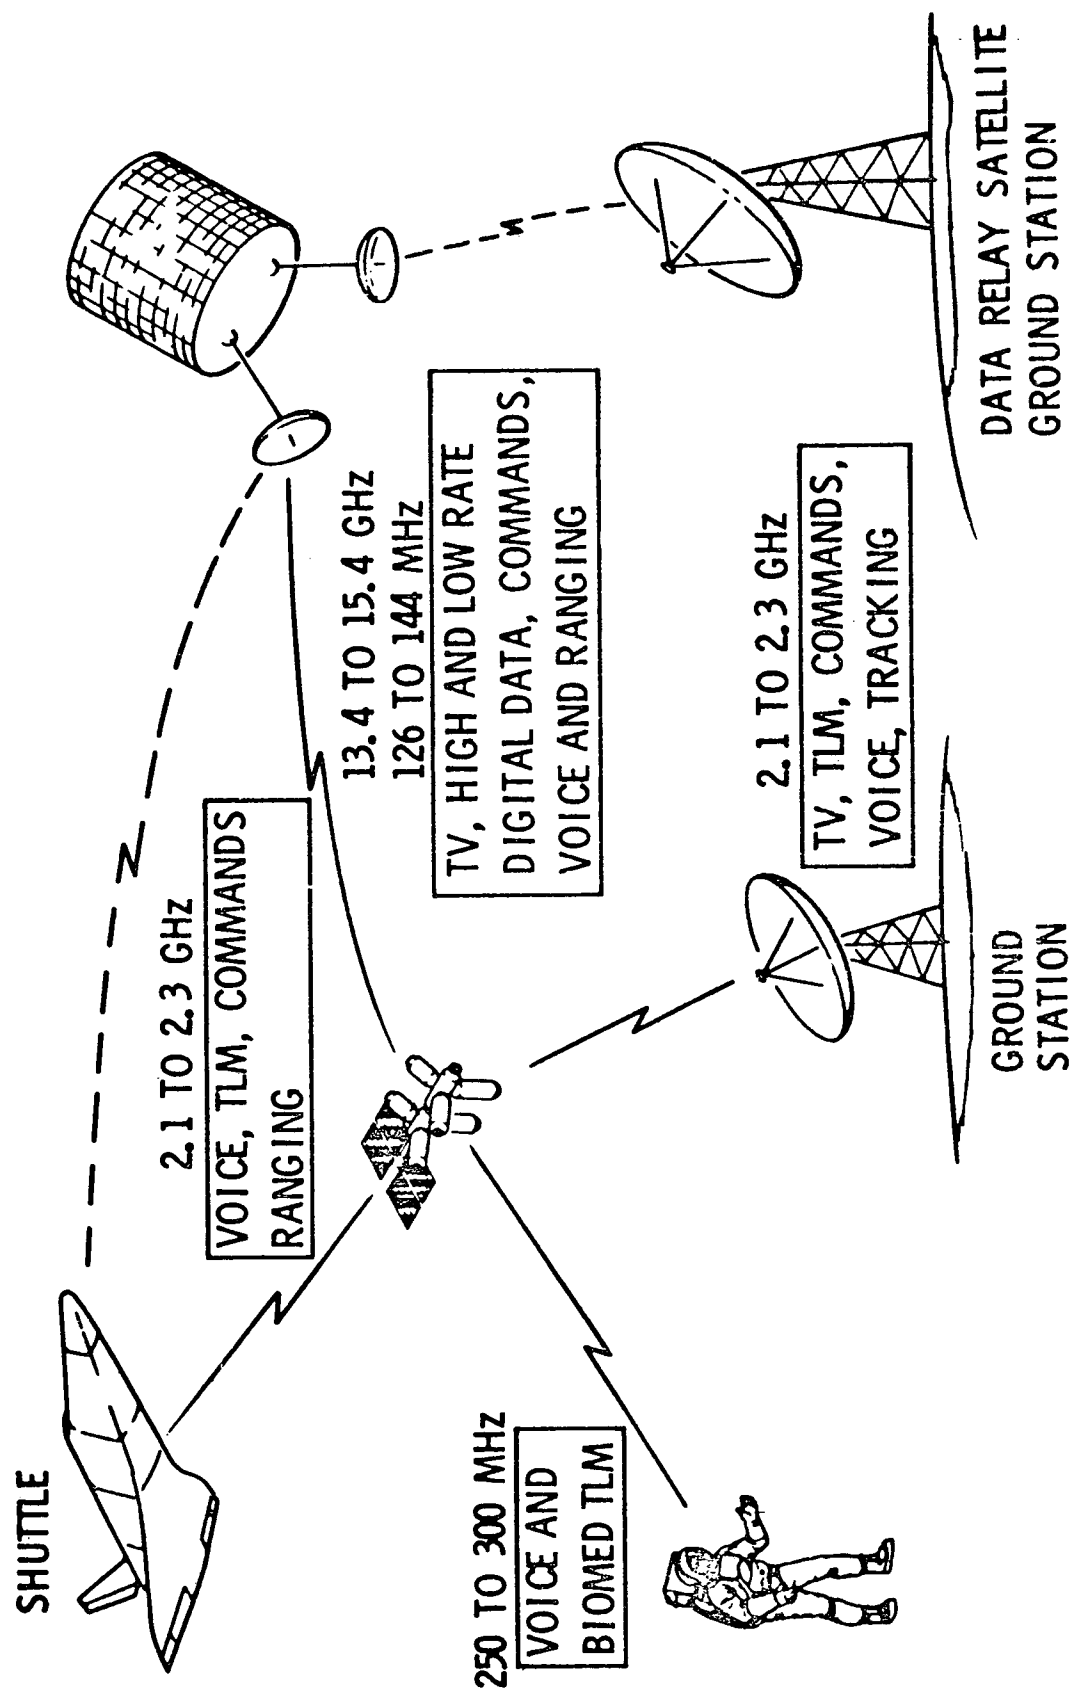 SHUTTLE
2.1 TO 2.3 GHz
VOICE, TLM, COMMANDS
RANGING
13.4 TO 15.4 GHz
126 TO 144 MHz
TV, HIGH AND LOW RATE
DIGITAL DATA, COMMANDS,
VOICE AND RANGING
250 TO 300 MHz
VOICE AND
BIOMED TLM
2.1 TO 2.3 GHz
TV, TLM, COMMANDS,
VOICE, TRACKING
GROUND
STATION
DATA RELAY SATELLITE
GROUND STATION